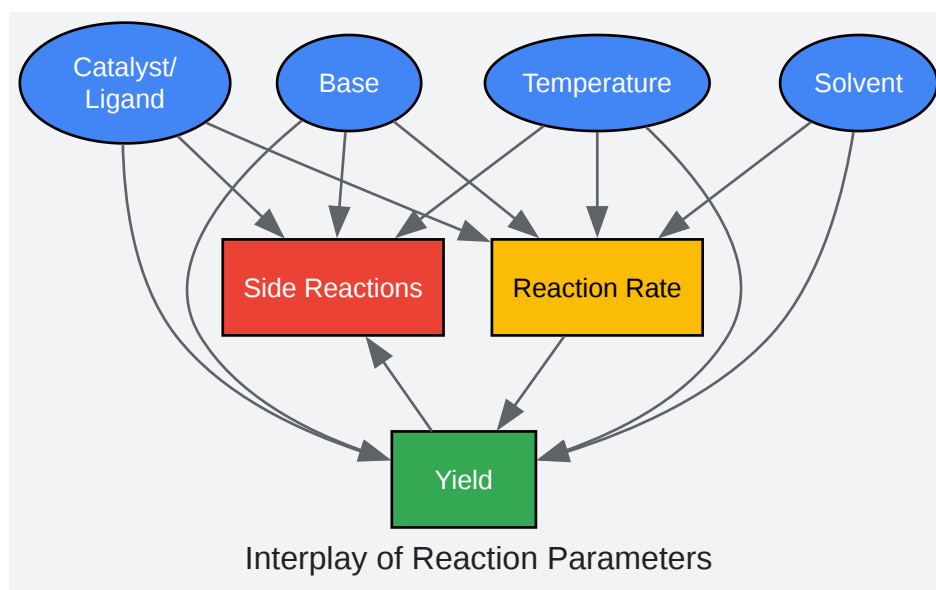 Catalyst/
Ligand
Base
Temperature
Solvent
Side Reactions
Reaction Rate
Yield
Interplay of Reaction Parameters